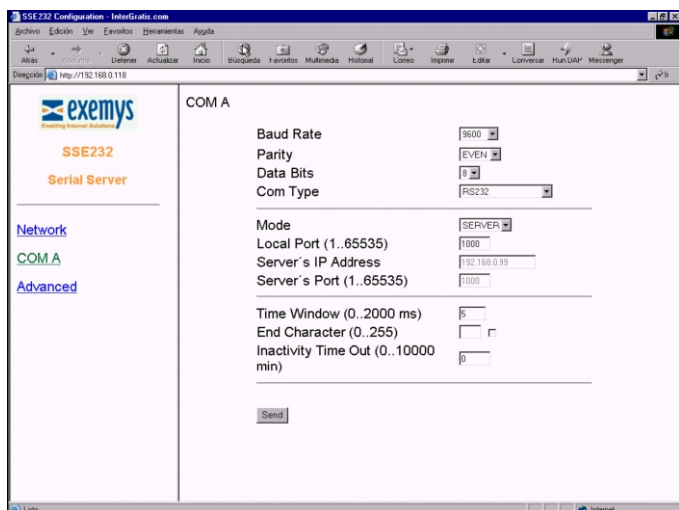 SSE232 Configuration - InterGratis.com
Archivo Edición Ver Favoritos Herramientas Ayuda
Atrás Adelante Detener Actualizar Inicio Búsqueda Favoritos Multimedia Historial Correo Imprimir Editar Conversar Messenger
Dirección http://192.168.0.118 Ir
exemys
Enabling Internet Solutions
SSE232
Serial Server
Network
COM A
Advanced
COM A
Baud Rate 9600
Parity EVEN
Data Bits 8
Com Type RS232
Mode SERVER
Local Port (1..65535) 1000
Server´s IP Address 192.168.0.99
Server´s Port (1..65535) 1000
Time Window (0..2000 ms) 5
End Character (0..255)
Inactivity Time Out (0..10000 min) 0
Send
Listo Internet